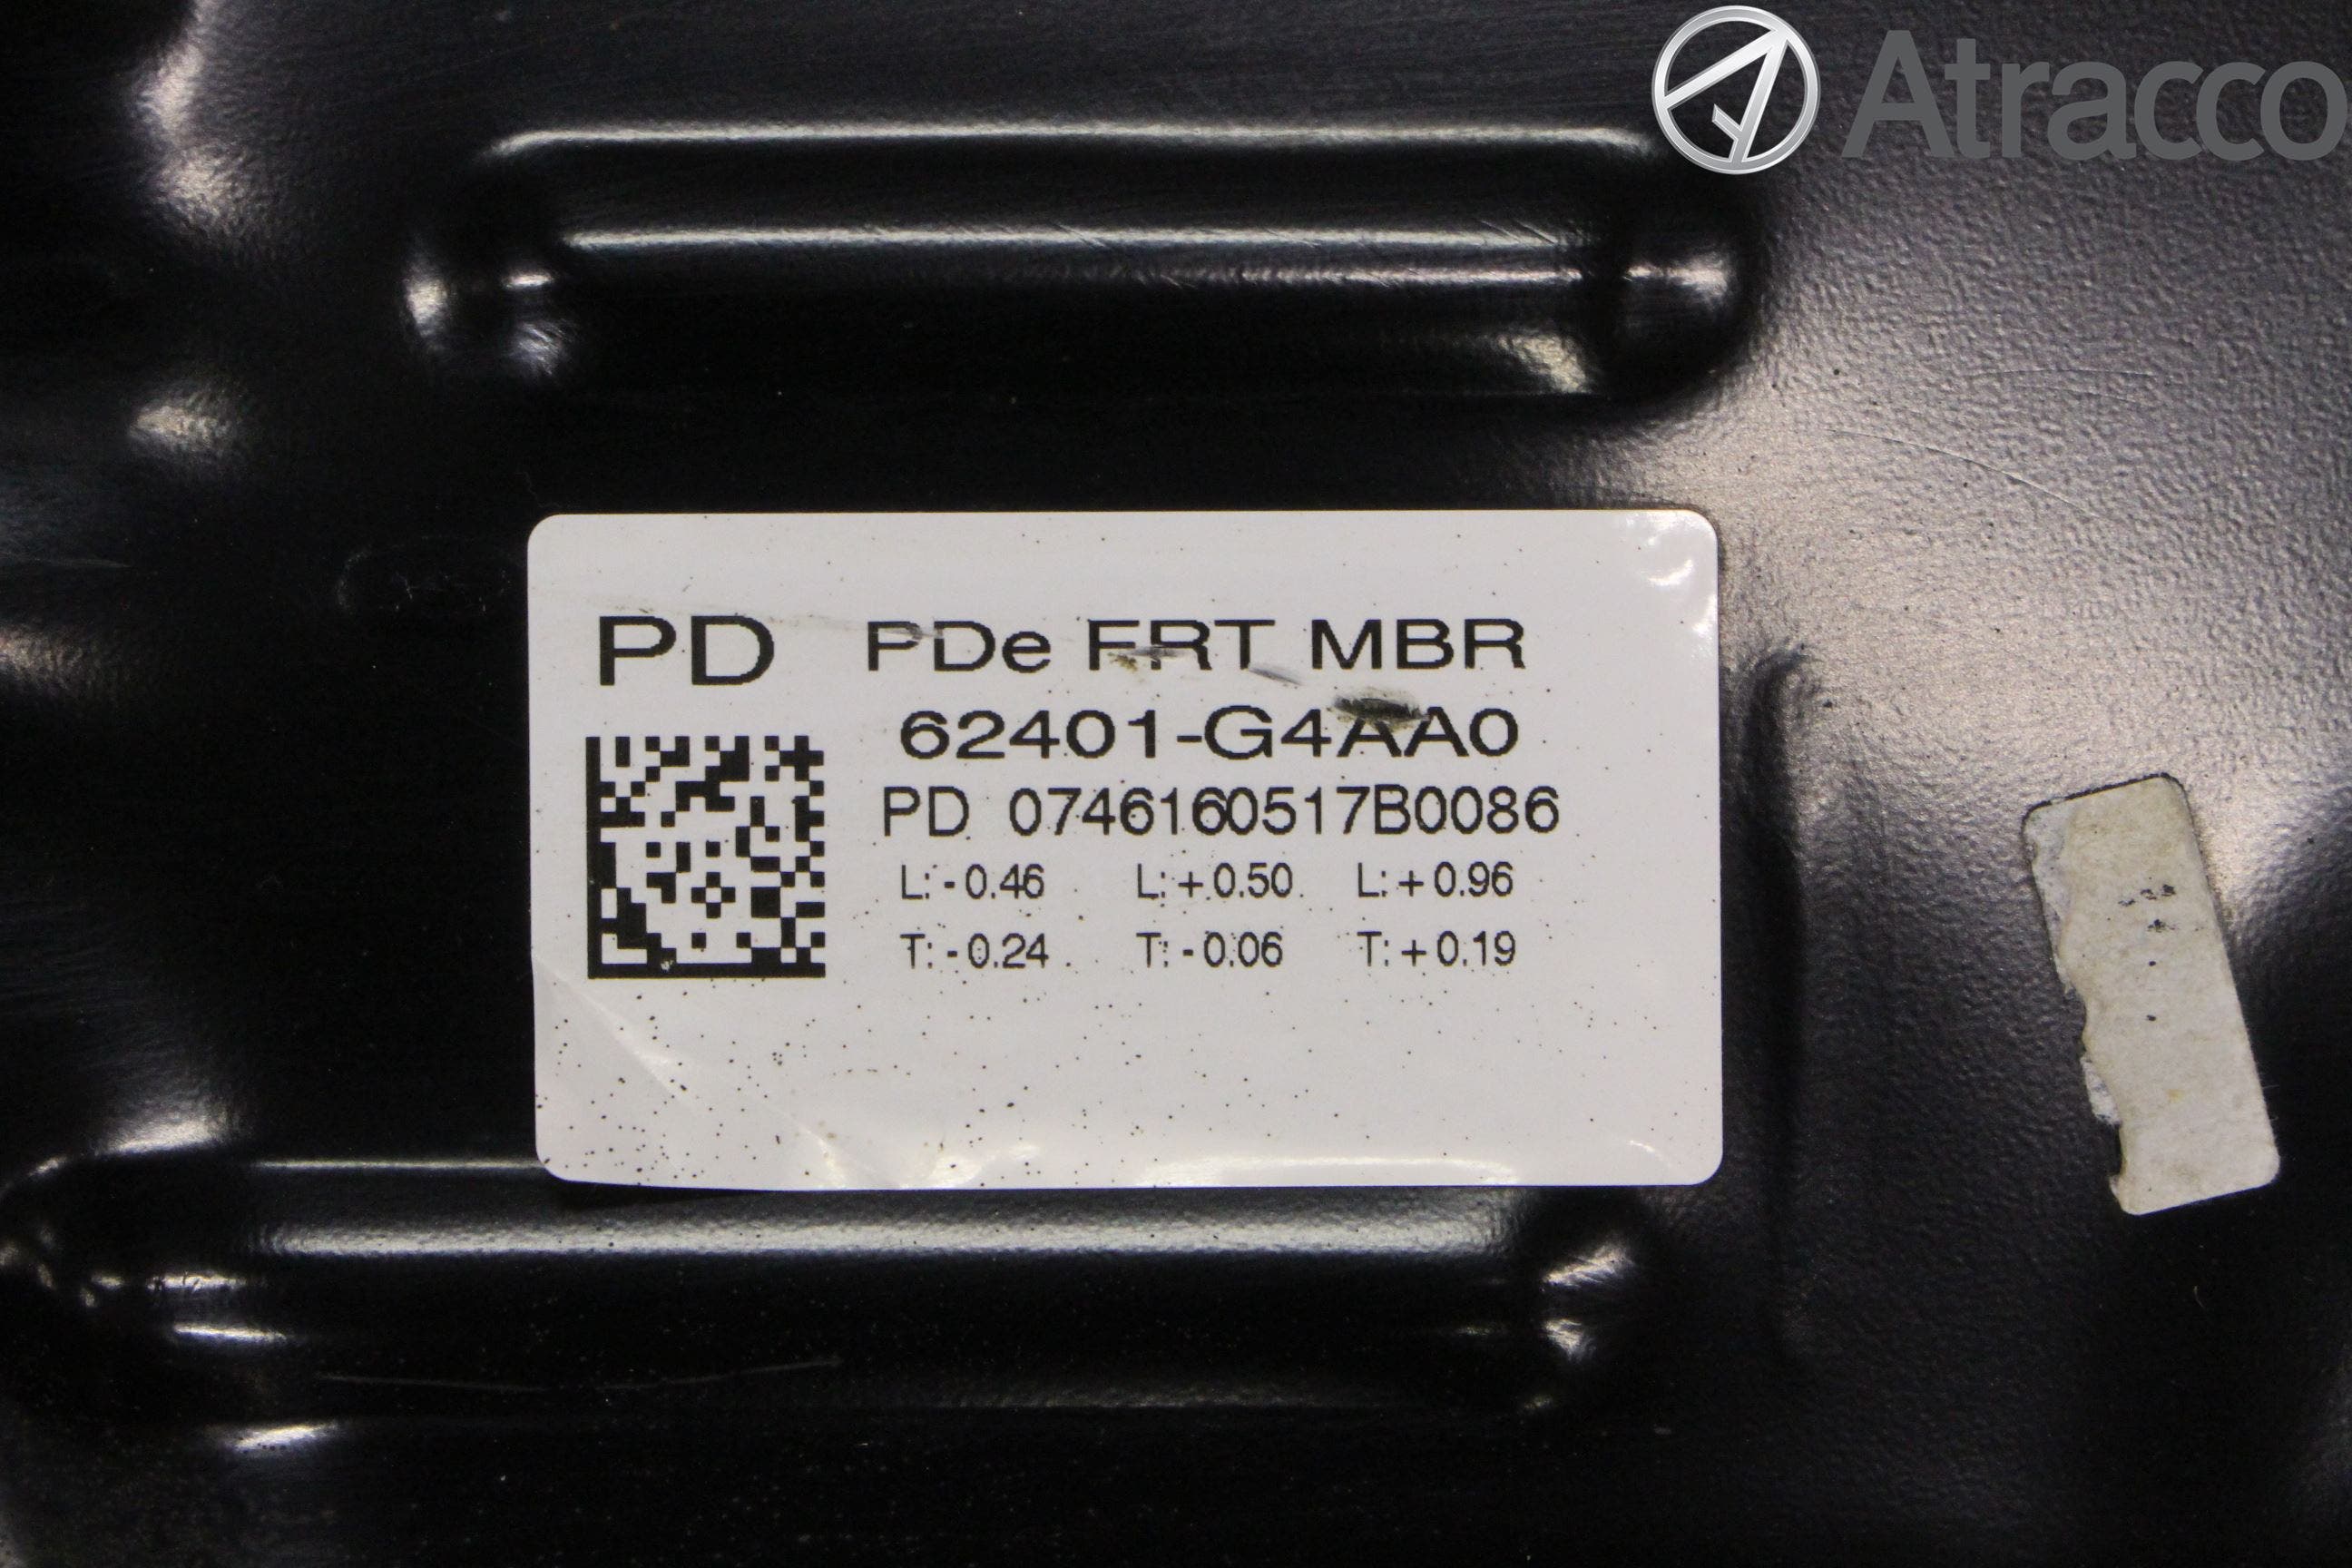 Atracco
PD
PDe FRT MBR
62401-G4AA0
PD 0746160517B0086
L: - 0.46 L: + 0.50 L: + 0.96
T: - 0.24 T: - 0.06 T: + 0.19